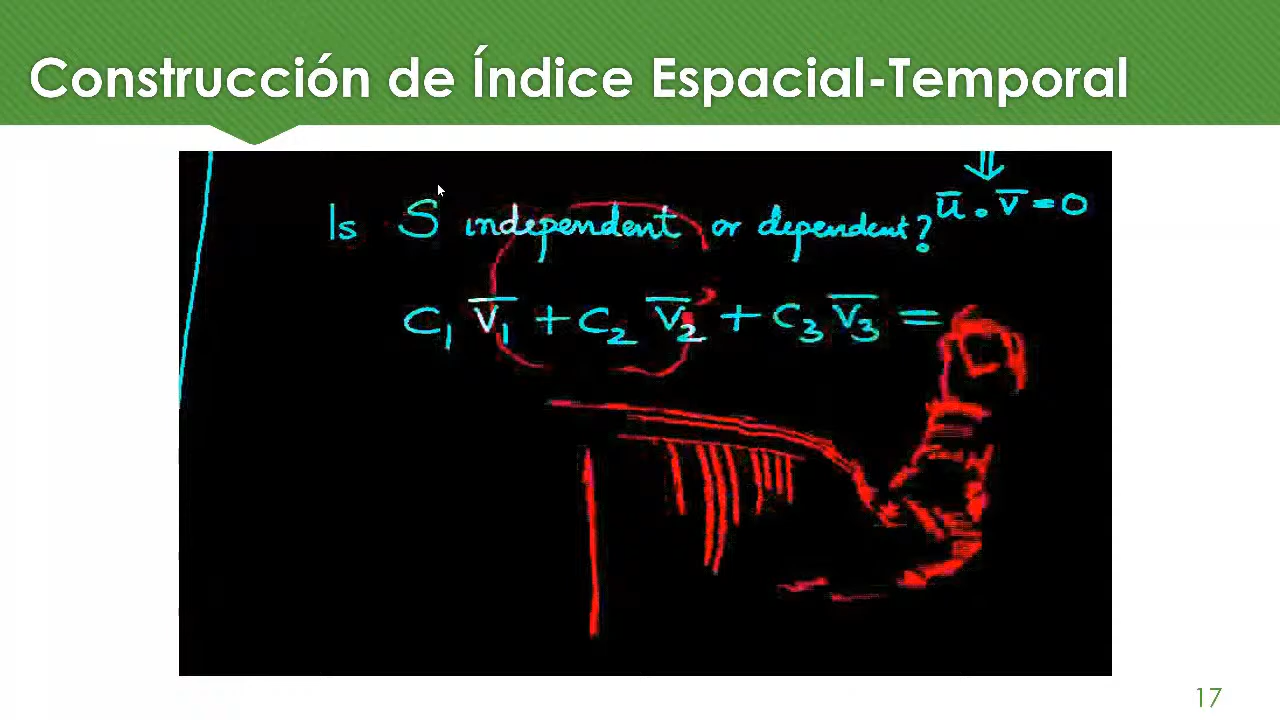 Construcción de Índice Espacial-Temporal
Is S independent or dependent?
u̅ . v̅ = 0
C₁ V̅₁ + C₂ V̅₂ + C₃ V̅₃ =
17